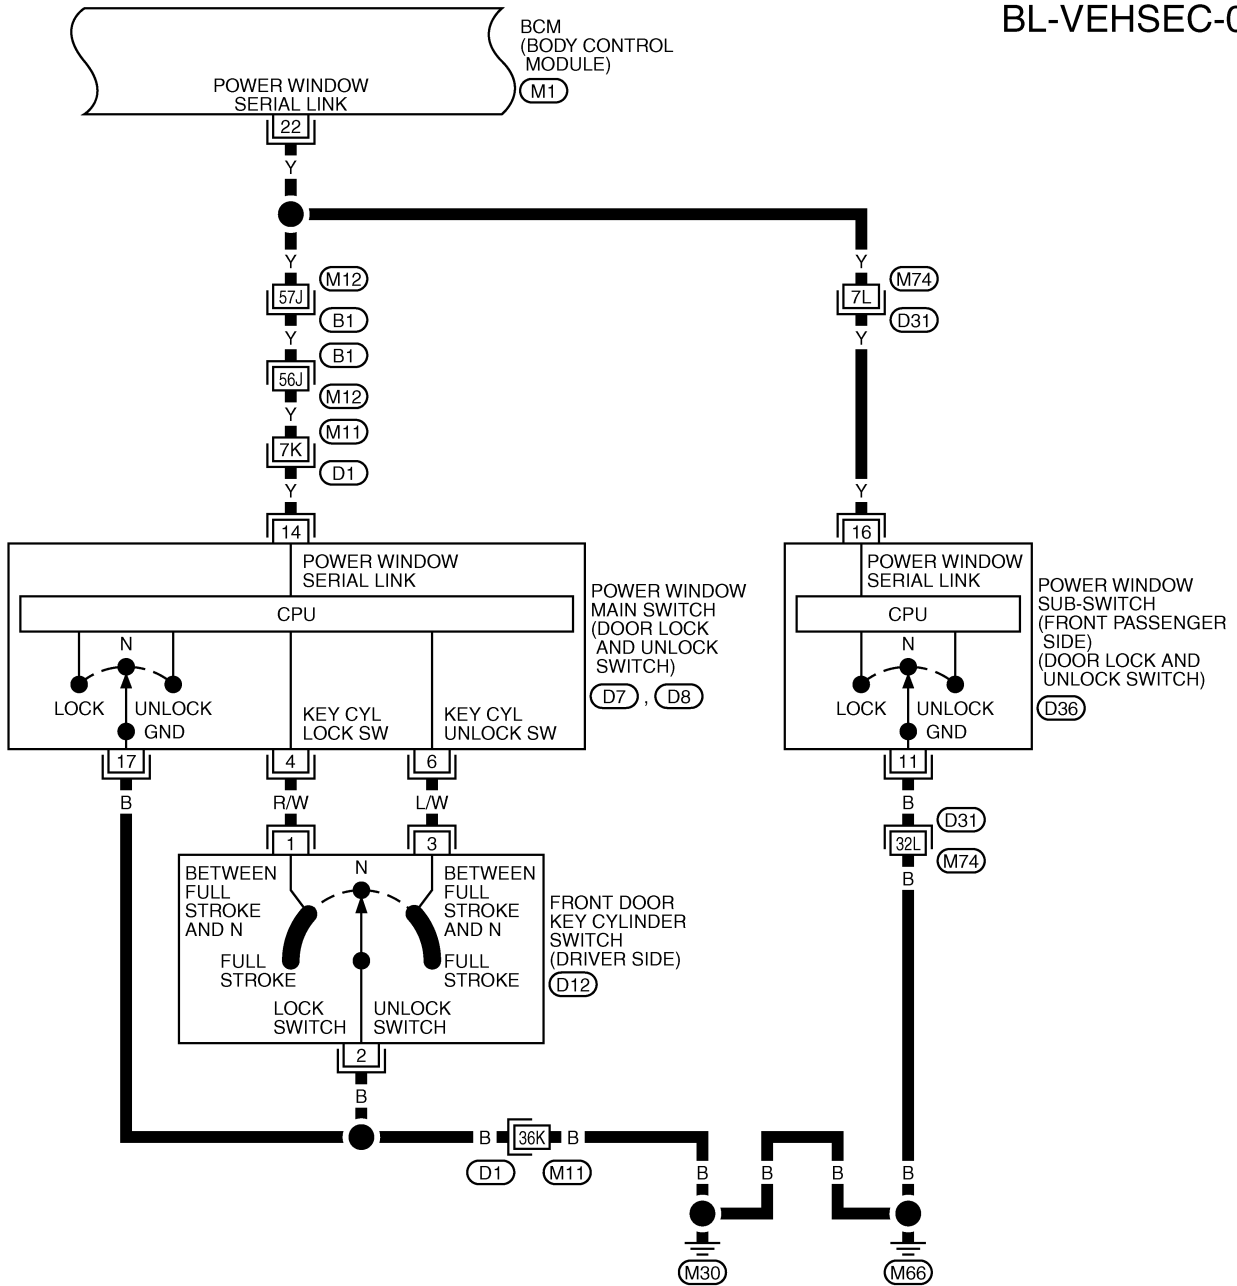 BL-VEHSEC-0
BCM
(BODY CONTROL
MODULE)
M1
POWER WINDOW
SERIAL LINK
22
Y
Y
Y
M12
M74
57J
7L
B1
D31
Y
Y
B1
56J
M12
Y
M11
7K
D1
Y
Y
14
16
POWER WINDOW
SERIAL LINK
CPU
N
LOCK
UNLOCK
GND
KEY CYL
LOCK SW
KEY CYL
UNLOCK SW
POWER WINDOW
MAIN SWITCH
(DOOR LOCK
AND UNLOCK
SWITCH)
D7 , D8
POWER WINDOW
SERIAL LINK
CPU
N
LOCK
UNLOCK
GND
POWER WINDOW
SUB-SWITCH
(FRONT PASSENGER
SIDE)
(DOOR LOCK AND
UNLOCK SWITCH)
D36
17
4
6
11
B
R/W
L/W
B
1
3
D31
32L
M74
B
BETWEEN
FULL
STROKE
AND N
N
BETWEEN
FULL
STROKE
AND N
FULL
STROKE
FULL
STROKE
LOCK
SWITCH
UNLOCK
SWITCH
FRONT DOOR
KEY CYLINDER
SWITCH
(DRIVER SIDE)
D12
2
B
B
36K
B
D1
M11
B
B
B
B
M30
M66